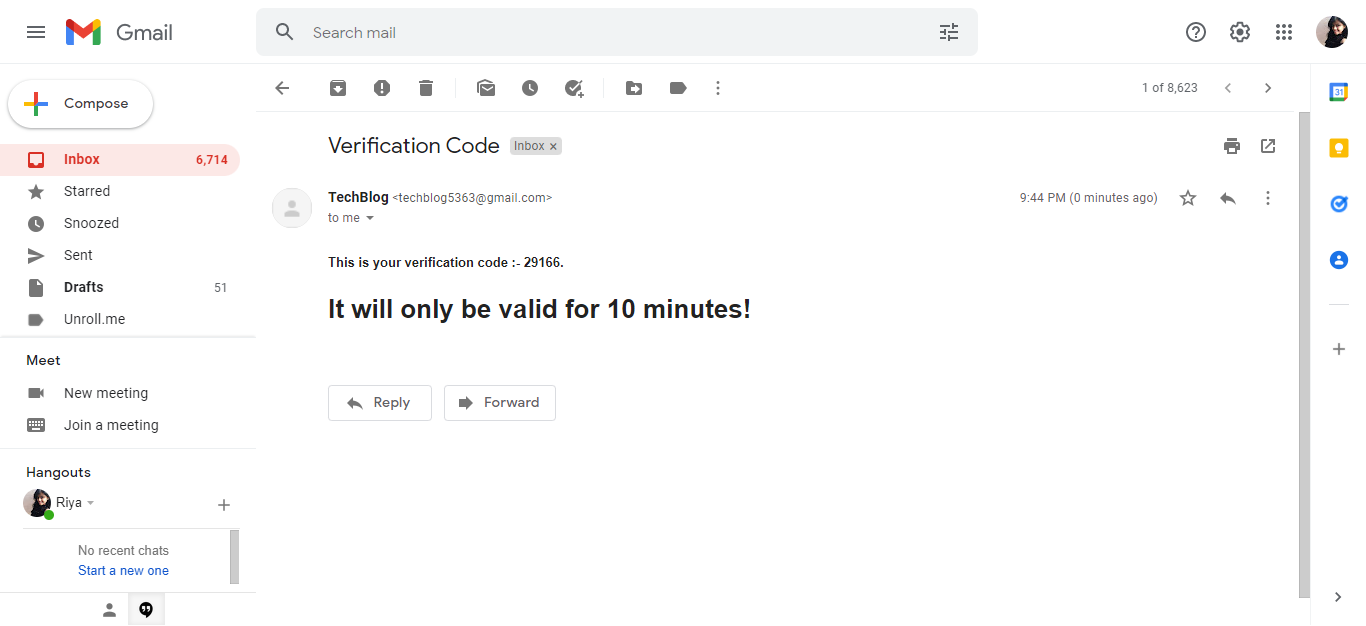 Gmail
Search mail
Compose
1 of 8,623
31
Inbox 6,714
Starred
Snoozed
Sent
Drafts 51
Unroll.me
Meet
New meeting
Join a meeting
Hangouts
Riya
No recent chats
Start a new one
Verification Code Inbox ×
TechBlog <techblog5363@gmail.com> 9:44 PM (0 minutes ago)
to me
This is your verification code :- 29166.
It will only be valid for 10 minutes!
Reply Forward